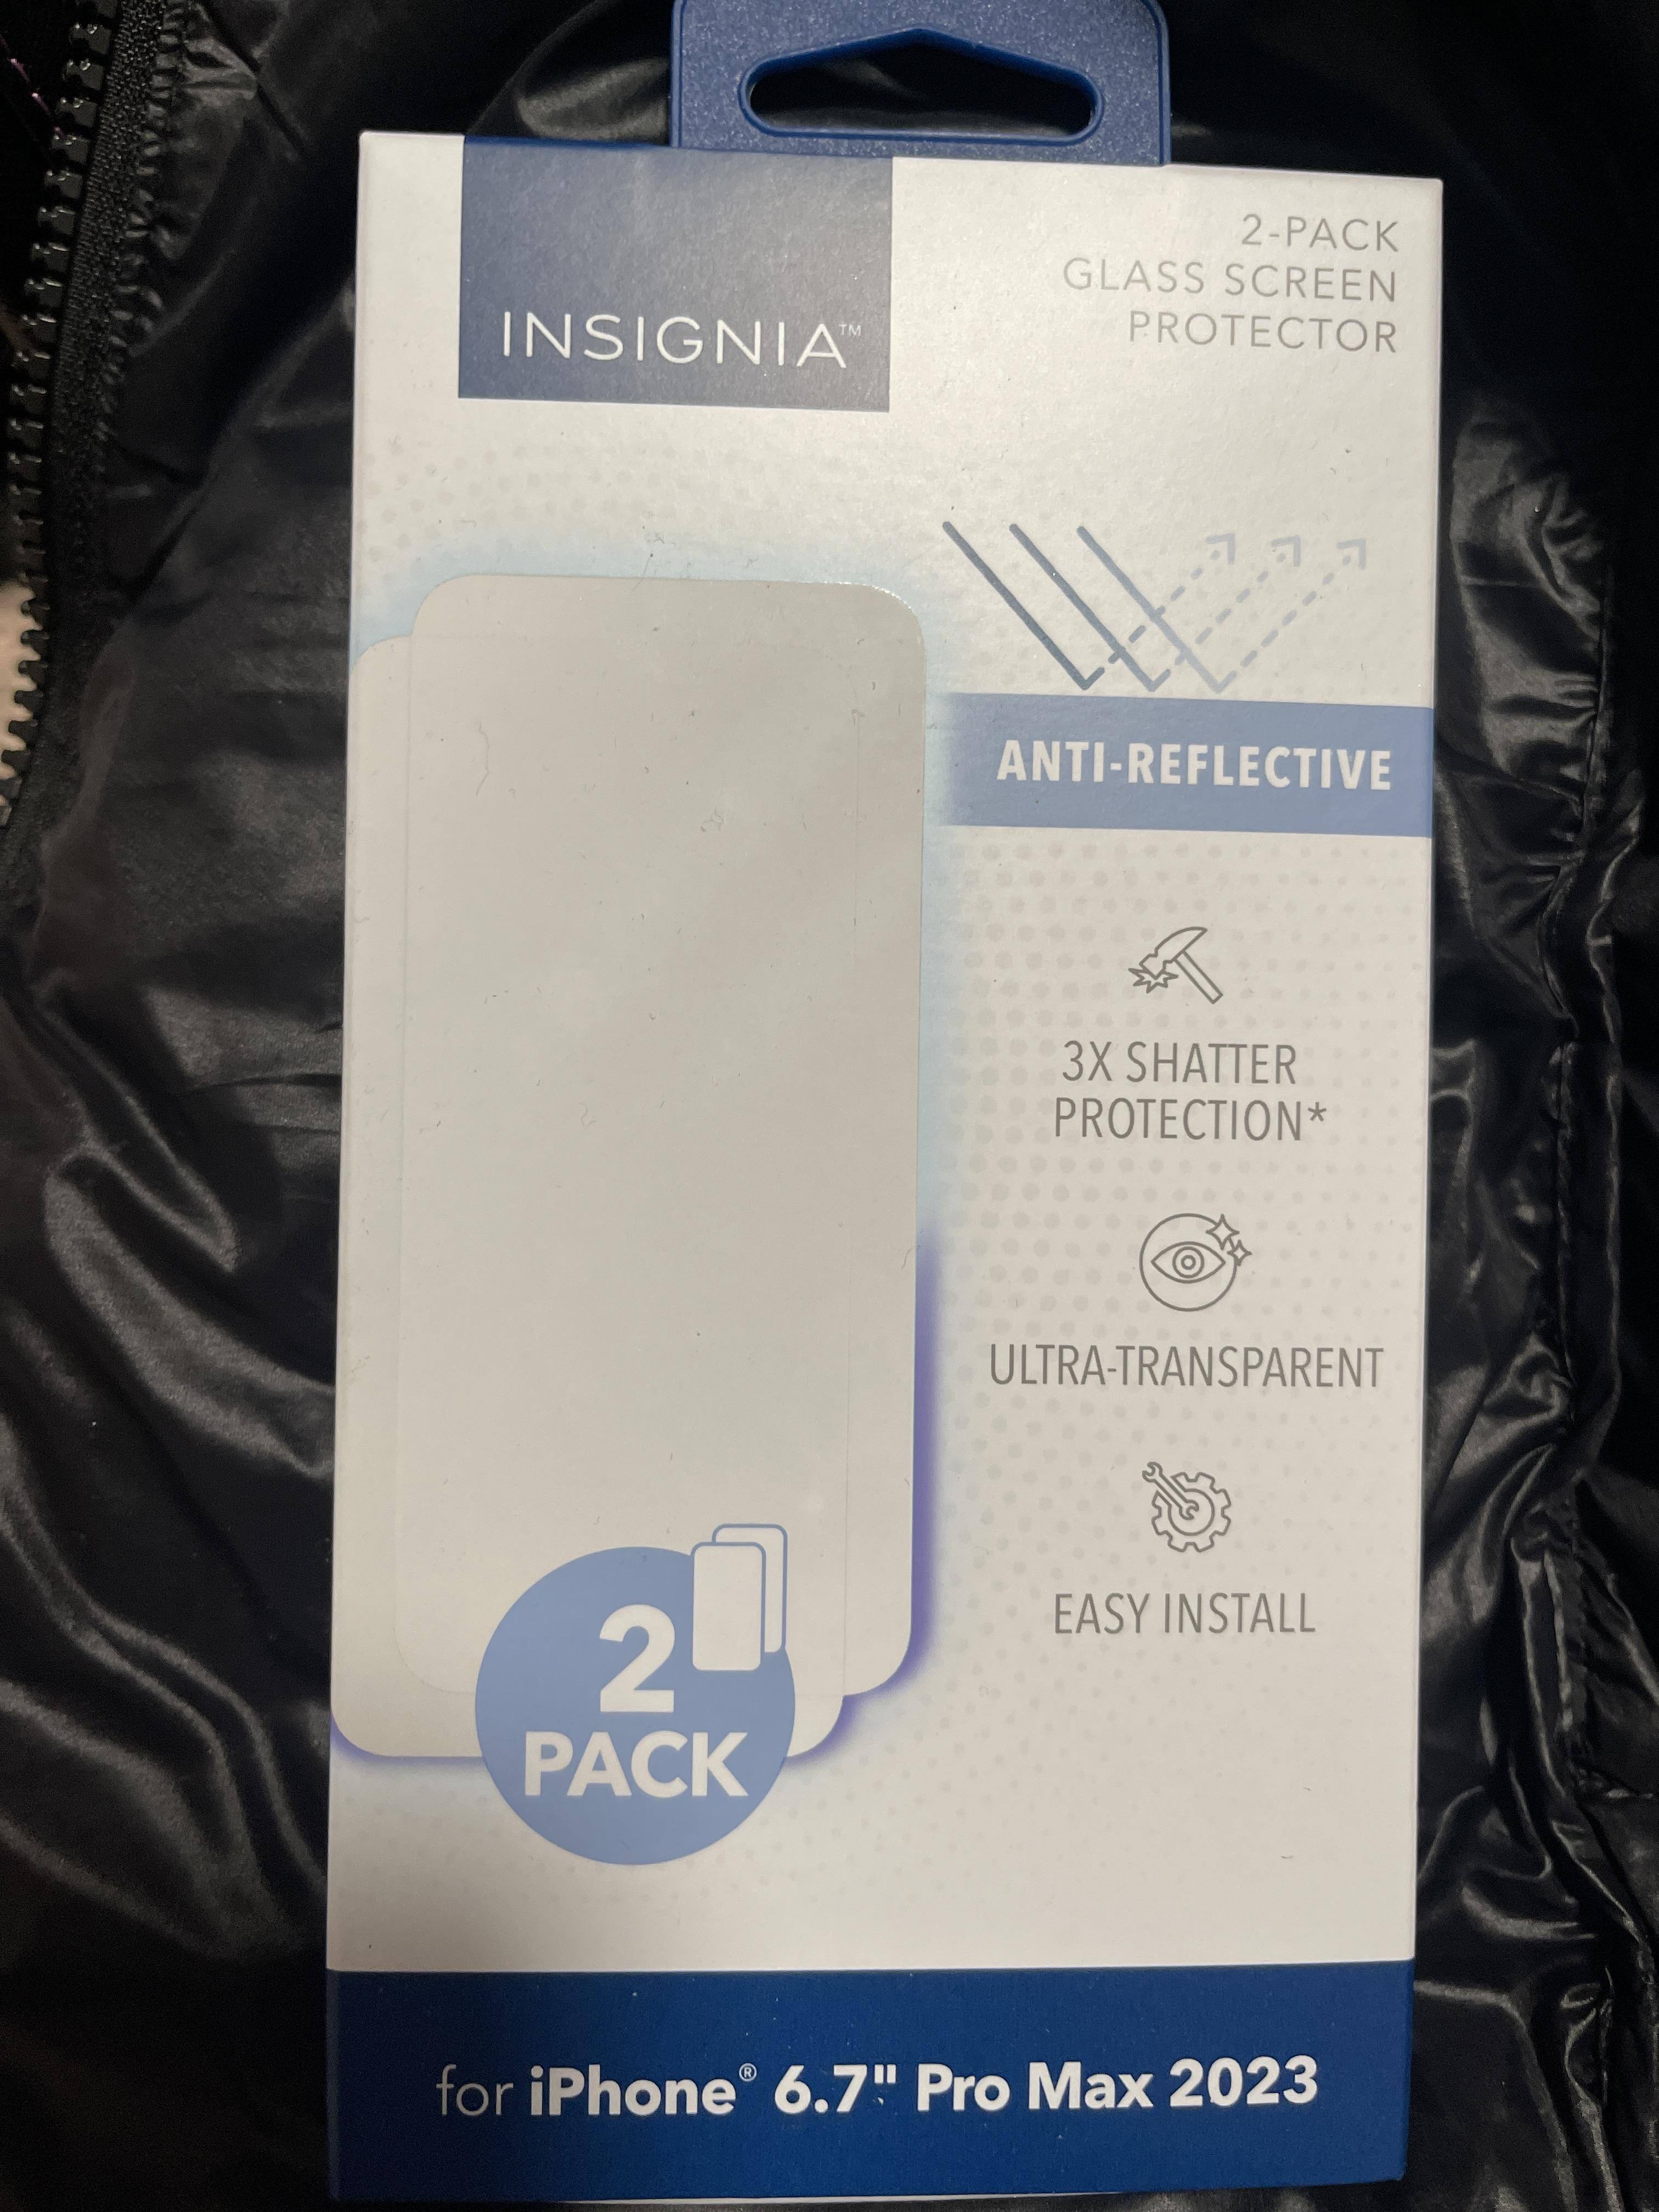 INSIGNIA™
2-PACK
GLASS SCREEN
PROTECTOR
ANTI-REFLECTIVE
3X SHATTER
PROTECTION*
ULTRA-TRANSPARENT
EASY INSTALL
2
PACK
for iPhone® 6.7" Pro Max 2023